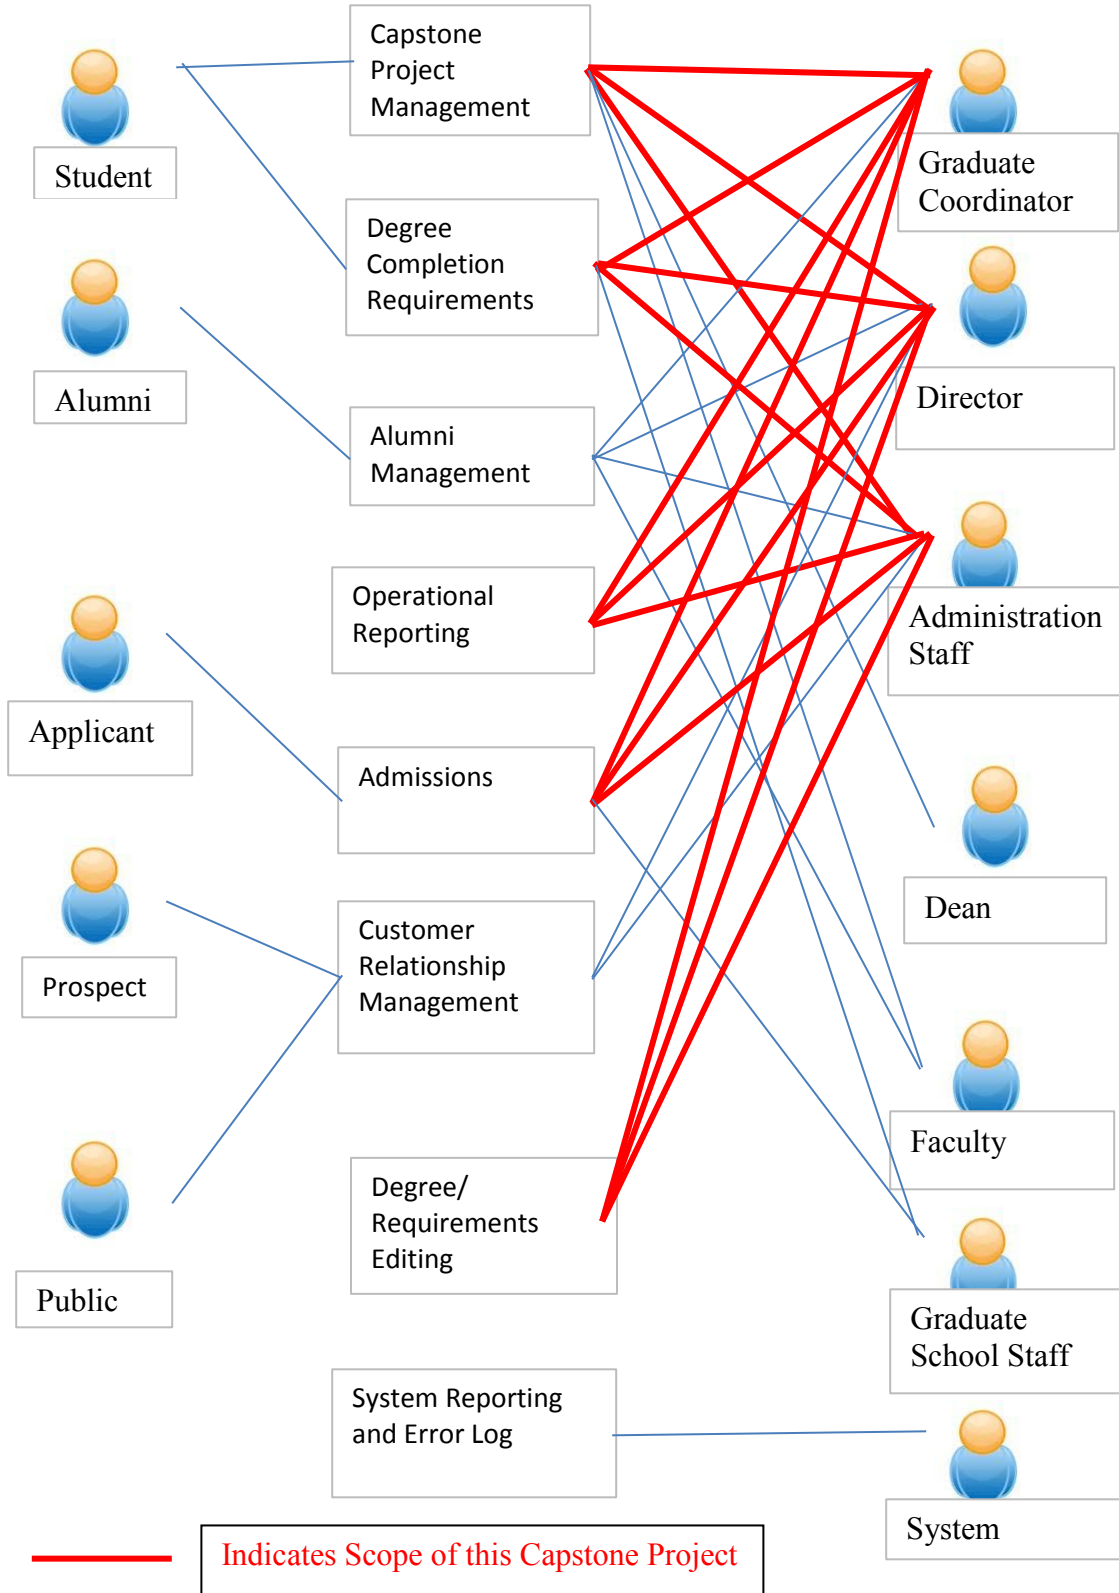 Capstone
Project
Management
Student
Graduate
Coordinator
Degree
Completion
Requirements
Alumni
Director
Alumni
Management
Operational
Reporting
Administration
Staff
Applicant
Admissions
Dean
Prospect
Customer
Relationship
Management
Faculty
Degree/
Requirements
Editing
Public
Graduate
School Staff
System Reporting
and Error Log
System
Indicates Scope of this Capstone Project